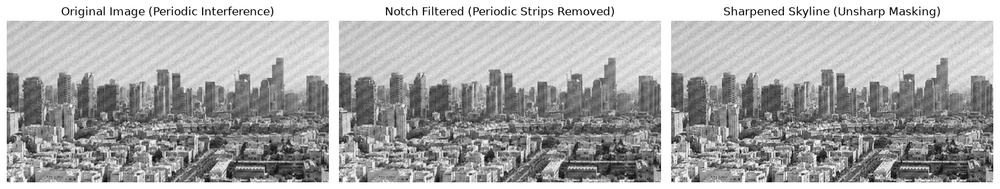 Original Image (Periodic Interference)
Notch Filtered (Periodic Strips Removed)
Sharpened Skyline (Unsharp Masking)